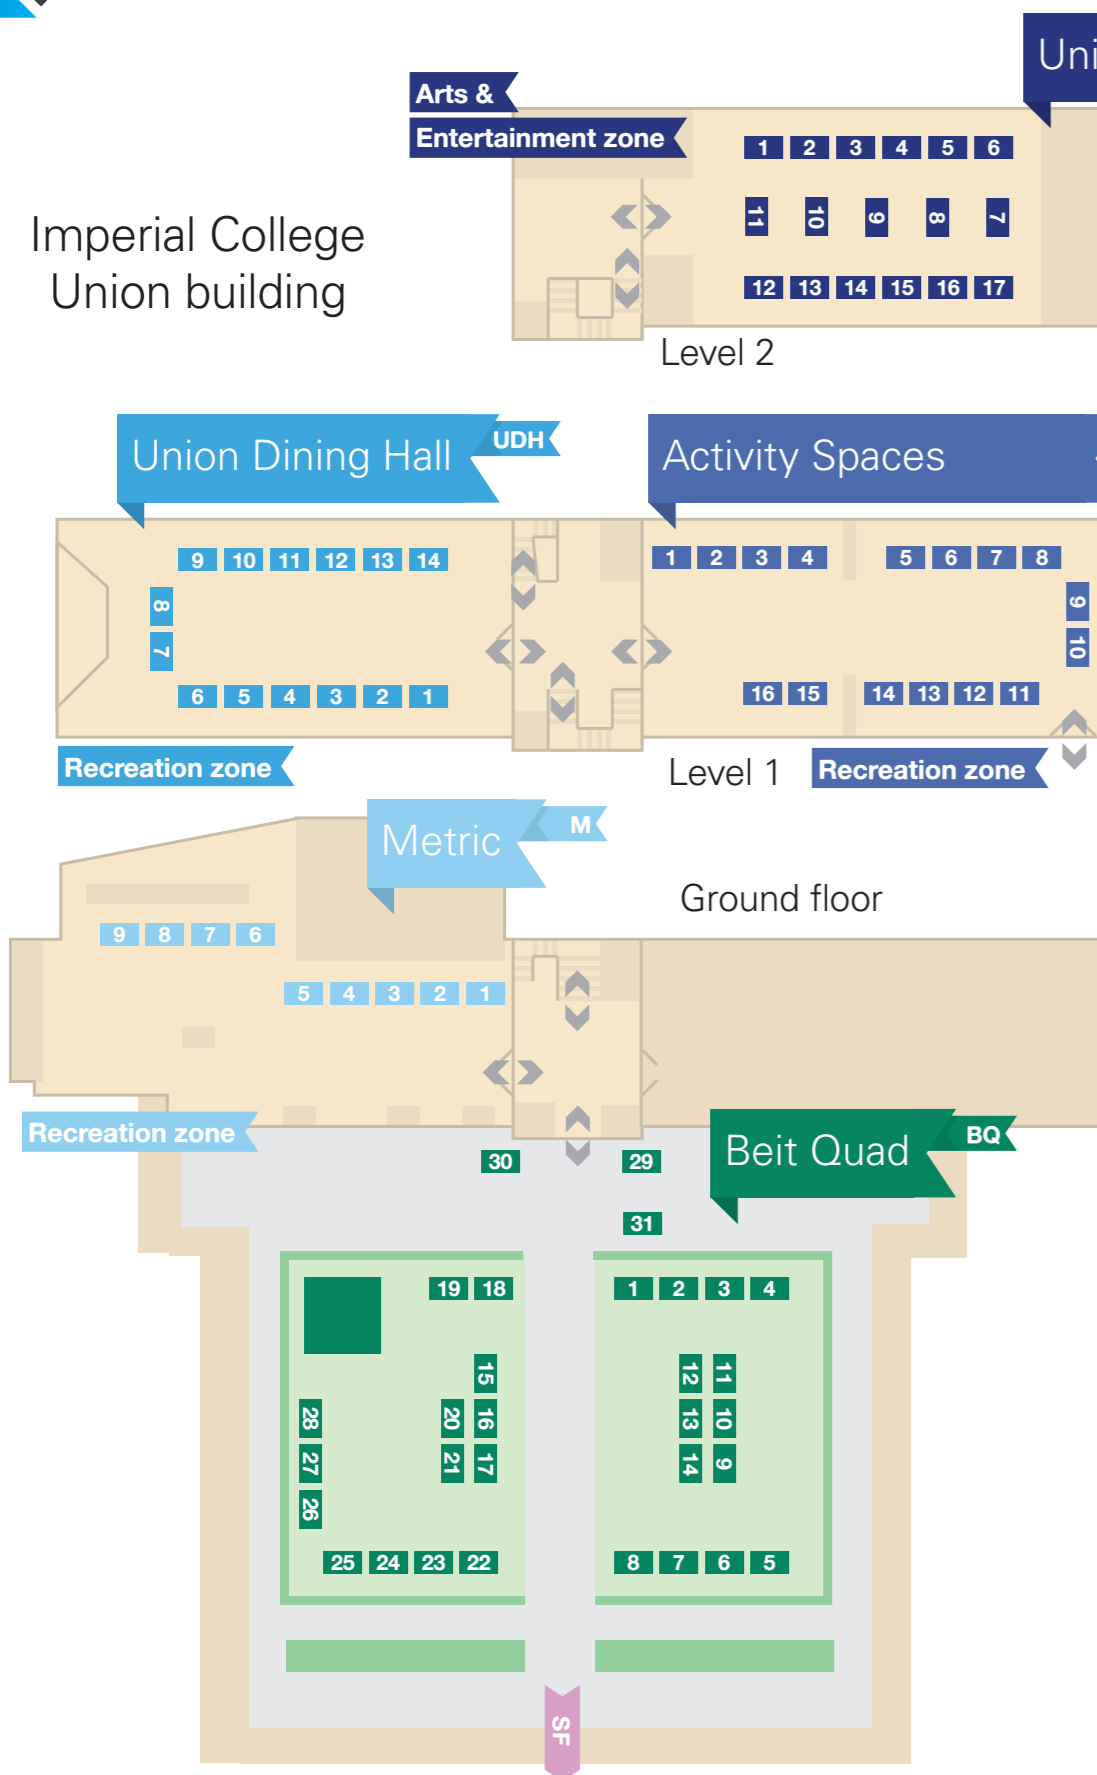 Uni
Arts &
Entertainment zone
1 2 3 4 5 6
Imperial College
Union building
11 10 9 8 7
12 13 14 15 16 17
Level 2
Union Dining Hall
UDH
Activity Spaces
9 10 11 12 13 14
1 2 3 4 5 6 7 8
8
7
9
10
6 5 4 3 2 1
16 15 14 13 12 11
Recreation zone
Level 1
Recreation zone
Metric
M
Ground floor
9 8 7 6
5 4 3 2 1
Recreation zone
Beit Quad
BQ
30
29
31
19 18
1 2 3 4
15
12 11
28
20 16
13 10
27
21 17
14 9
26
25 24 23 22
8 7 6 5
SF